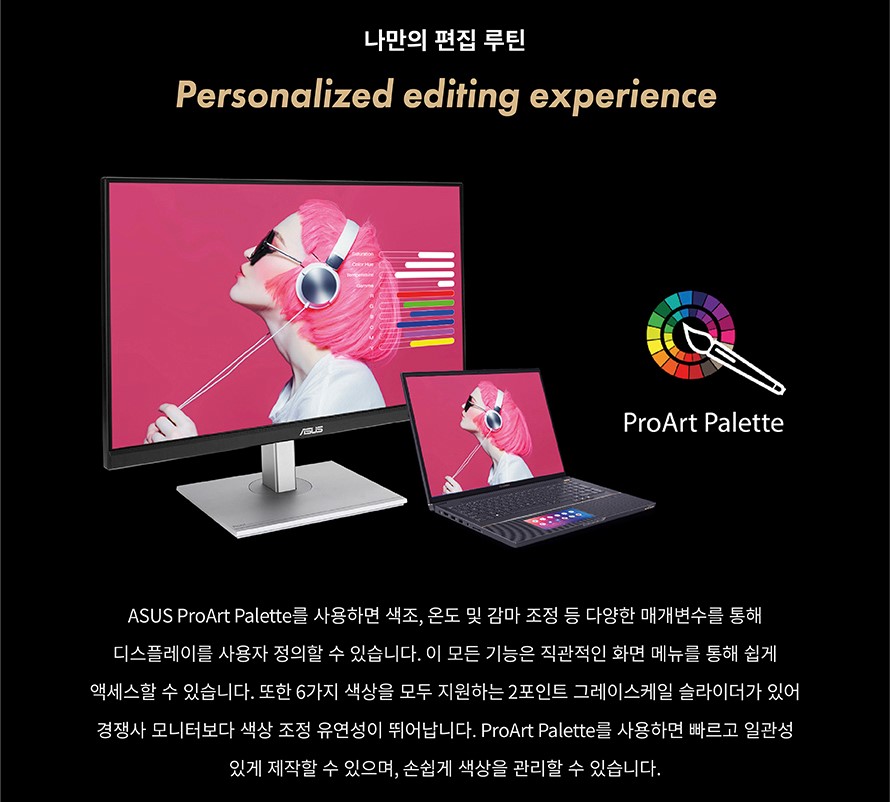 나만의 편집 루틴
Personalized editing experience
Saturation
Color Hue
Temperature
Gamma
R
G
B
C
M
Y
ASUS
ProArt Palette
ASUS ProArt Palette를 사용하면 색조, 온도 및 감마 조정 등 다양한 매개변수를 통해
디스플레이를 사용자 정의할 수 있습니다. 이 모든 기능은 직관적인 화면 메뉴를 통해 쉽게
액세스할 수 있습니다. 또한 6가지 색상을 모두 지원하는 2포인트 그레이스케일 슬라이더가 있어
경쟁사 모니터보다 색상 조정 유연성이 뛰어납니다. ProArt Palette를 사용하면 빠르고 일관성
있게 제작할 수 있으며, 손쉽게 색상을 관리할 수 있습니다.